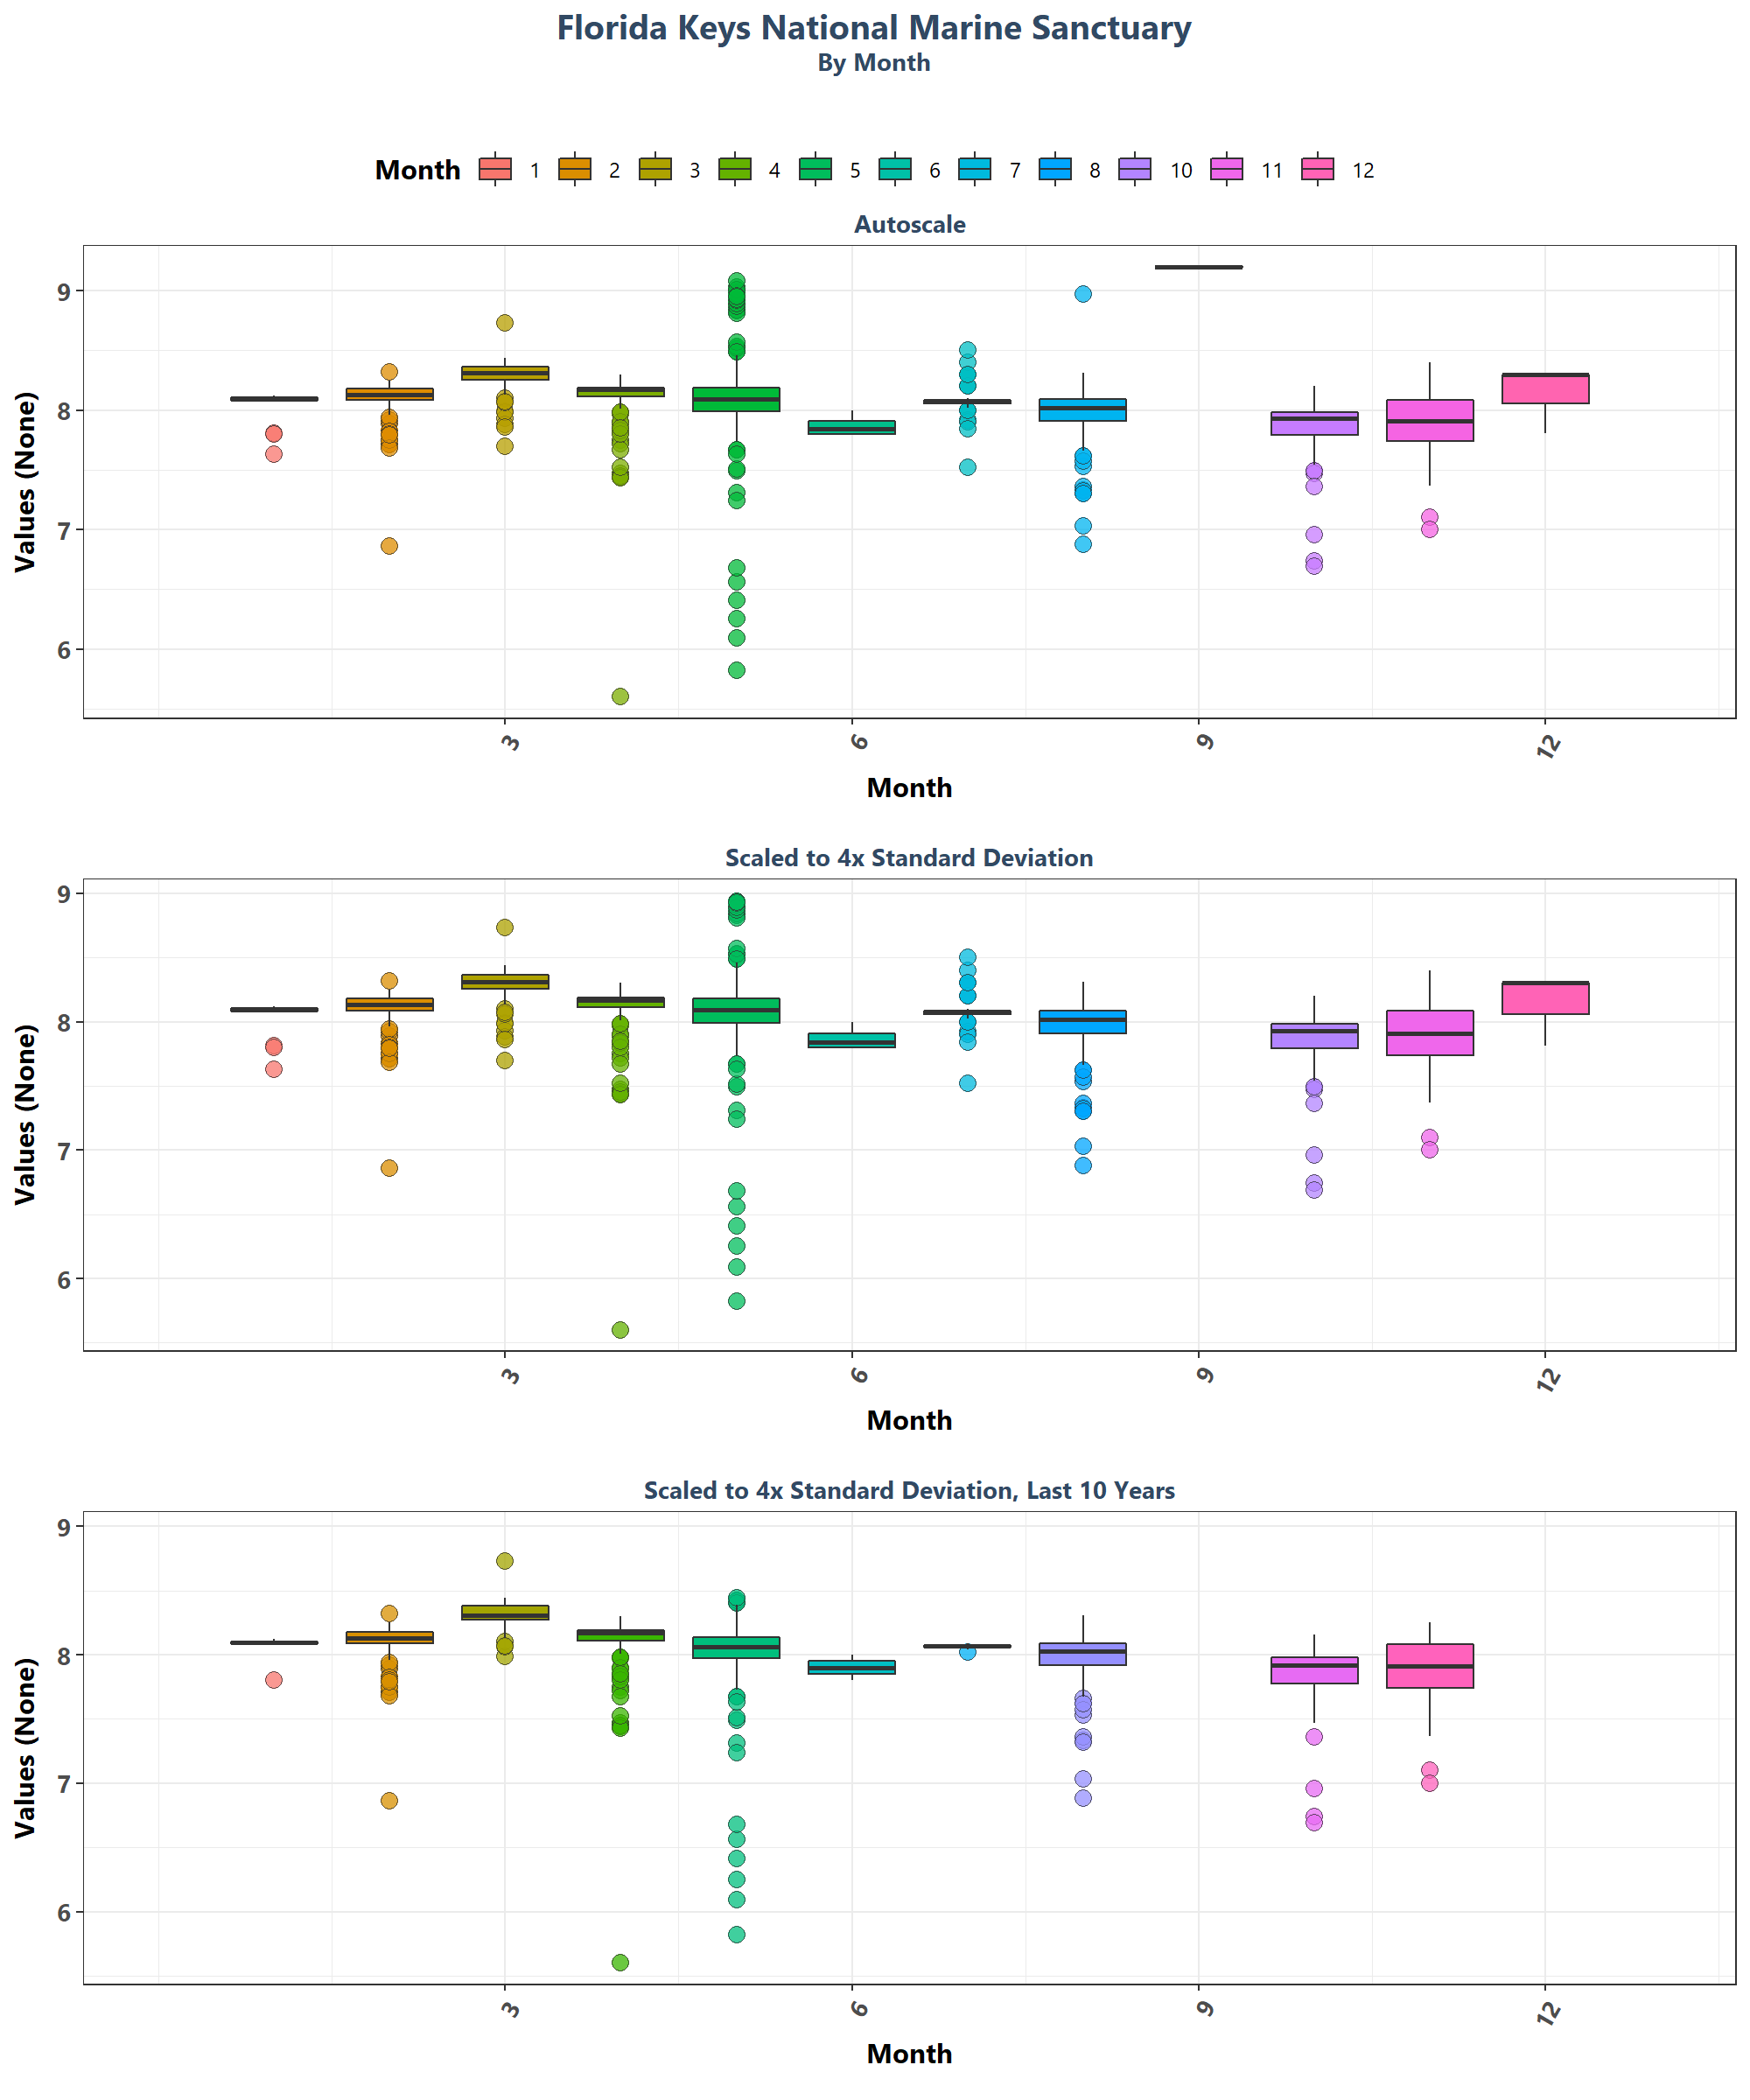 Florida Keys National Marine Sanctuary
By Month
Month 1 2 3 4 5 6 7 8 10 11 12
Autoscale
Values (None)
9
8
7
6
3 6 9 12
Month
Scaled to 4x Standard Deviation
Values (None)
9
8
7
6
3 6 9 12
Month
Scaled to 4x Standard Deviation, Last 10 Years
Values (None)
9
8
7
6
3 6 9 12
Month